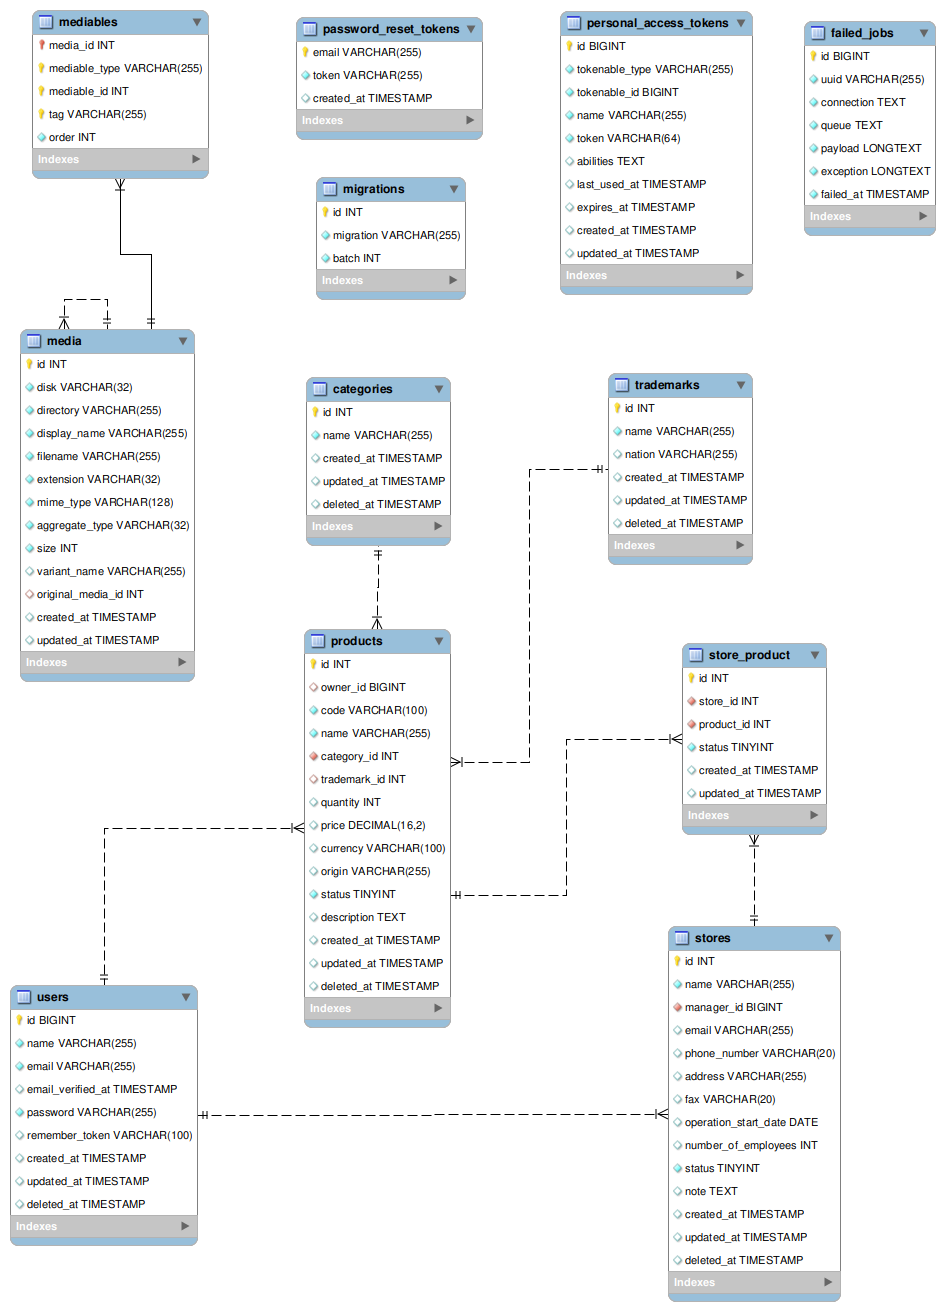 mediables
media_id INT
mediable_type VARCHAR(255)
mediable_id INT
tag VARCHAR(255)
order INT
Indexes
password_reset_tokens
email VARCHAR(255)
token VARCHAR(255)
created_at TIMESTAMP
Indexes
personal_access_tokens
id BIGINT
tokenable_type VARCHAR(255)
tokenable_id BIGINT
name VARCHAR(255)
token VARCHAR(64)
abilities TEXT
last_used_at TIMESTAMP
expires_at TIMESTAMP
created_at TIMESTAMP
updated_at TIMESTAMP
Indexes
failed_jobs
id BIGINT
uuid VARCHAR(255)
connection TEXT
queue TEXT
payload LONGTEXT
exception LONGTEXT
failed_at TIMESTAMP
Indexes
migrations
id INT
migration VARCHAR(255)
batch INT
Indexes
media
id INT
disk VARCHAR(32)
directory VARCHAR(255)
display_name VARCHAR(255)
filename VARCHAR(255)
extension VARCHAR(32)
mime_type VARCHAR(128)
aggregate_type VARCHAR(32)
size INT
variant_name VARCHAR(255)
original_media_id INT
created_at TIMESTAMP
updated_at TIMESTAMP
Indexes
categories
id INT
name VARCHAR(255)
created_at TIMESTAMP
updated_at TIMESTAMP
deleted_at TIMESTAMP
Indexes
trademarks
id INT
name VARCHAR(255)
nation VARCHAR(255)
created_at TIMESTAMP
updated_at TIMESTAMP
deleted_at TIMESTAMP
Indexes
products
id INT
owner_id BIGINT
code VARCHAR(100)
name VARCHAR(255)
category_id INT
trademark_id INT
quantity INT
price DECIMAL(16,2)
currency VARCHAR(100)
origin VARCHAR(255)
status TINYINT
description TEXT
created_at TIMESTAMP
updated_at TIMESTAMP
deleted_at TIMESTAMP
Indexes
store_product
id INT
store_id INT
product_id INT
status TINYINT
created_at TIMESTAMP
updated_at TIMESTAMP
Indexes
users
id BIGINT
name VARCHAR(255)
email VARCHAR(255)
email_verified_at TIMESTAMP
password VARCHAR(255)
remember_token VARCHAR(100)
created_at TIMESTAMP
updated_at TIMESTAMP
deleted_at TIMESTAMP
Indexes
stores
id INT
name VARCHAR(255)
manager_id BIGINT
email VARCHAR(255)
phone_number VARCHAR(20)
address VARCHAR(255)
fax VARCHAR(20)
operation_start_date DATE
number_of_employees INT
status TINYINT
note TEXT
created_at TIMESTAMP
updated_at TIMESTAMP
deleted_at TIMESTAMP
Indexes